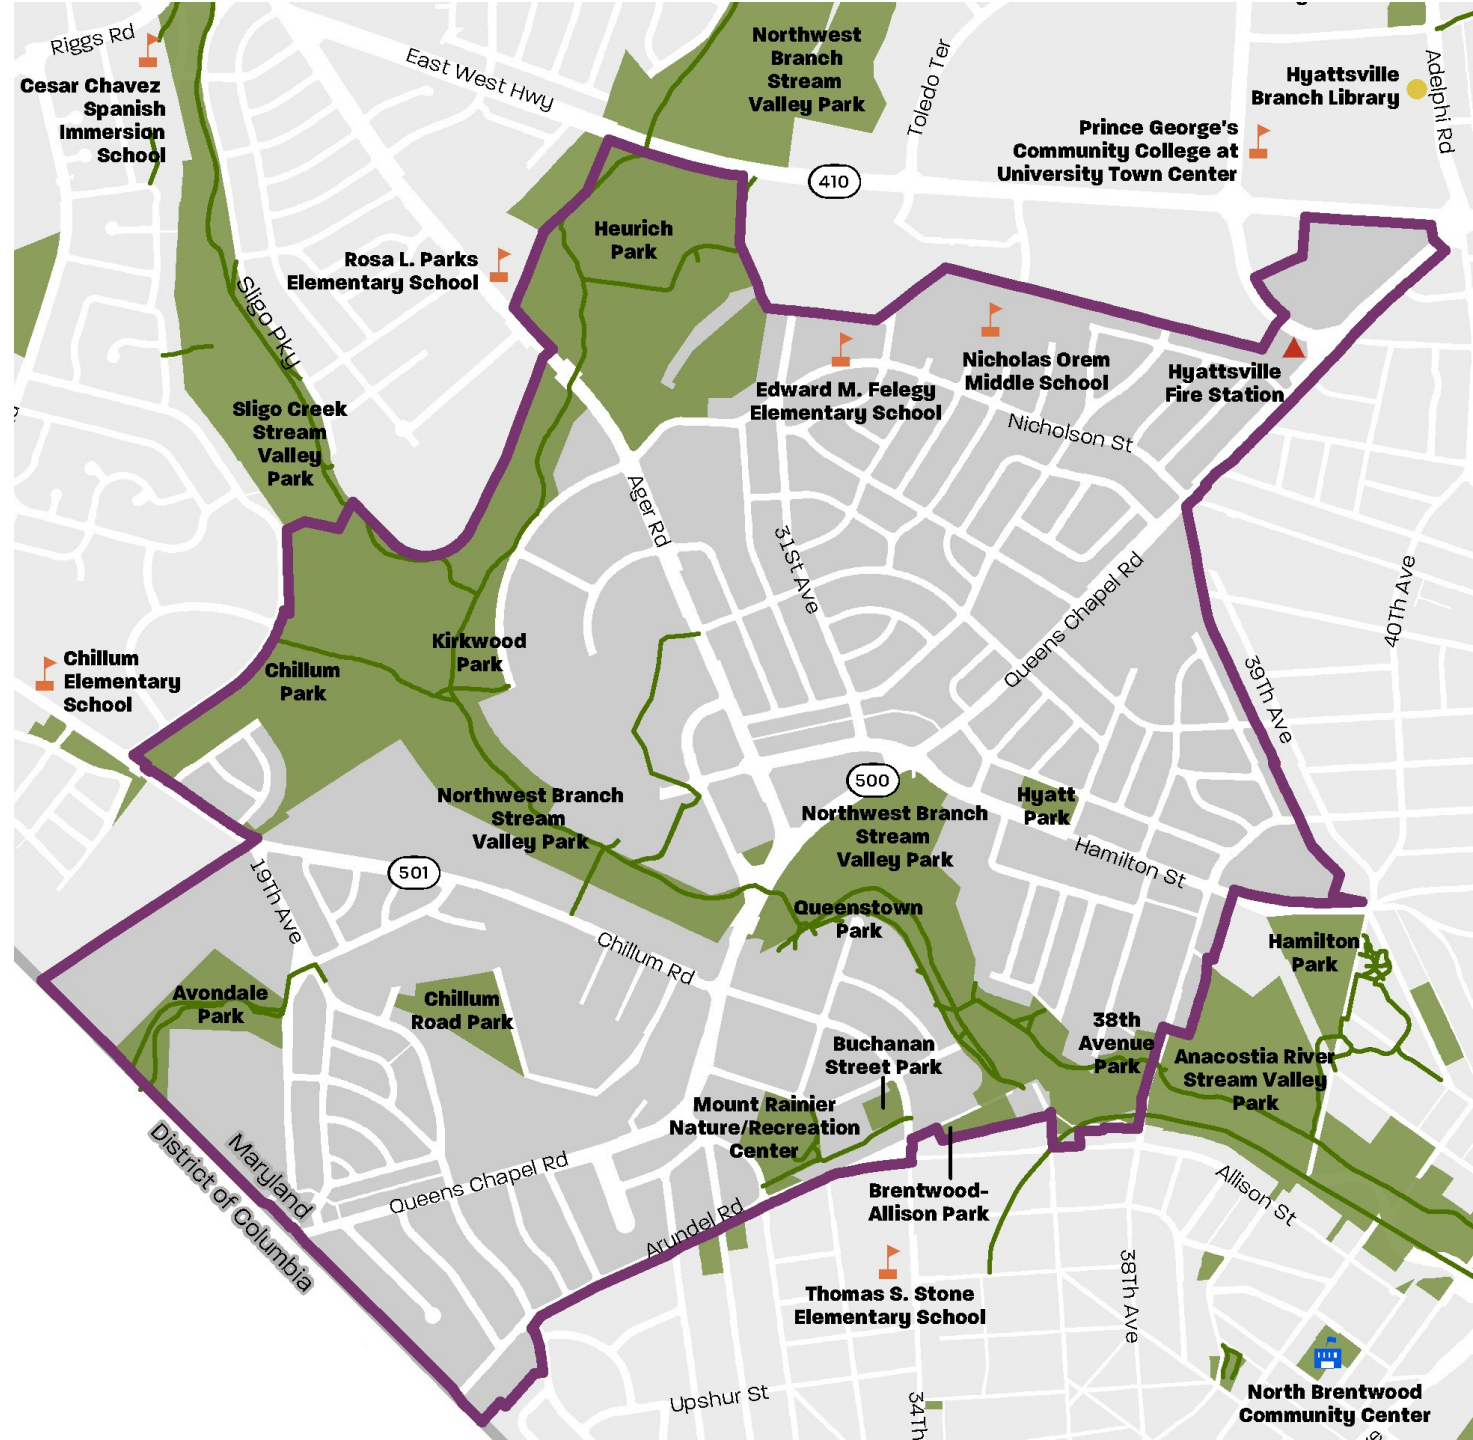 Riggs Rd
Cesar Chavez
Spanish
Immersion
School
East West Hwy
Northwest
Branch
Stream
Valley Park
Toledo Ter
Hyattsville
Branch Library
Adelphi Rd
Prince George's
Community College at
University Town Center
410
Heurich
Park
Rosa L. Parks
Elementary School
Sligo Pky
Nicholas Orem
Middle School
Hyattsville
Fire Station
Edward M. Felegy
Elementary School
Nicholson St
Sligo Creek
Stream
Valley
Park
Ager Rd
31St Ave
Queens Chapel Rd
40Th Ave
39Th Ave
Kirkwood
Park
Chillum
Park
Chillum
Elementary
School
500
Northwest Branch
Stream
Valley Park
Northwest Branch
Stream
Valley Park
Hyatt
Park
Hamilton St
501
19Th Ave
Chillum Rd
Queenstown
Park
Hamilton
Park
Avondale
Park
Chillum
Road Park
38th
Avenue
Park
Buchanan
Street Park
Anacostia River
Stream Valley
Park
Mount Rainier
Nature/Recreation
Center
Maryland
District of Columbia
Queens Chapel Rd
Arundel Rd
Brentwood-
Allison Park
Allison St
Thomas S. Stone
Elementary School
38Th Ave
Upshur St
34Th
North Brentwood
Community Center